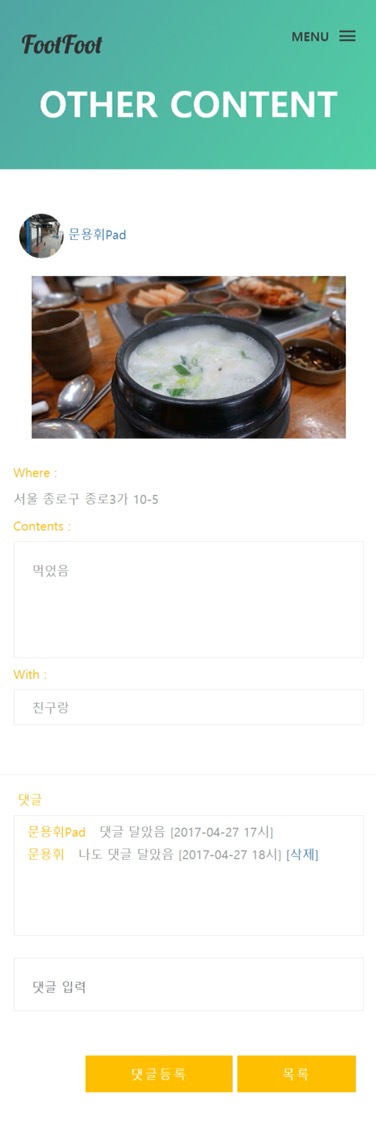 FootFoot
MENU
OTHER CONTENT
문용휘Pad
Where :
서울 종로구 종로3가 10-5
Contents :
먹었음
With :
친구랑
댓글
문용휘Pad 댓글 달았음 [2017-04-27 17시]
문용휘 나도 댓글 달았음 [2017-04-27 18시] [삭제]
댓글 입력
댓글등록
목록